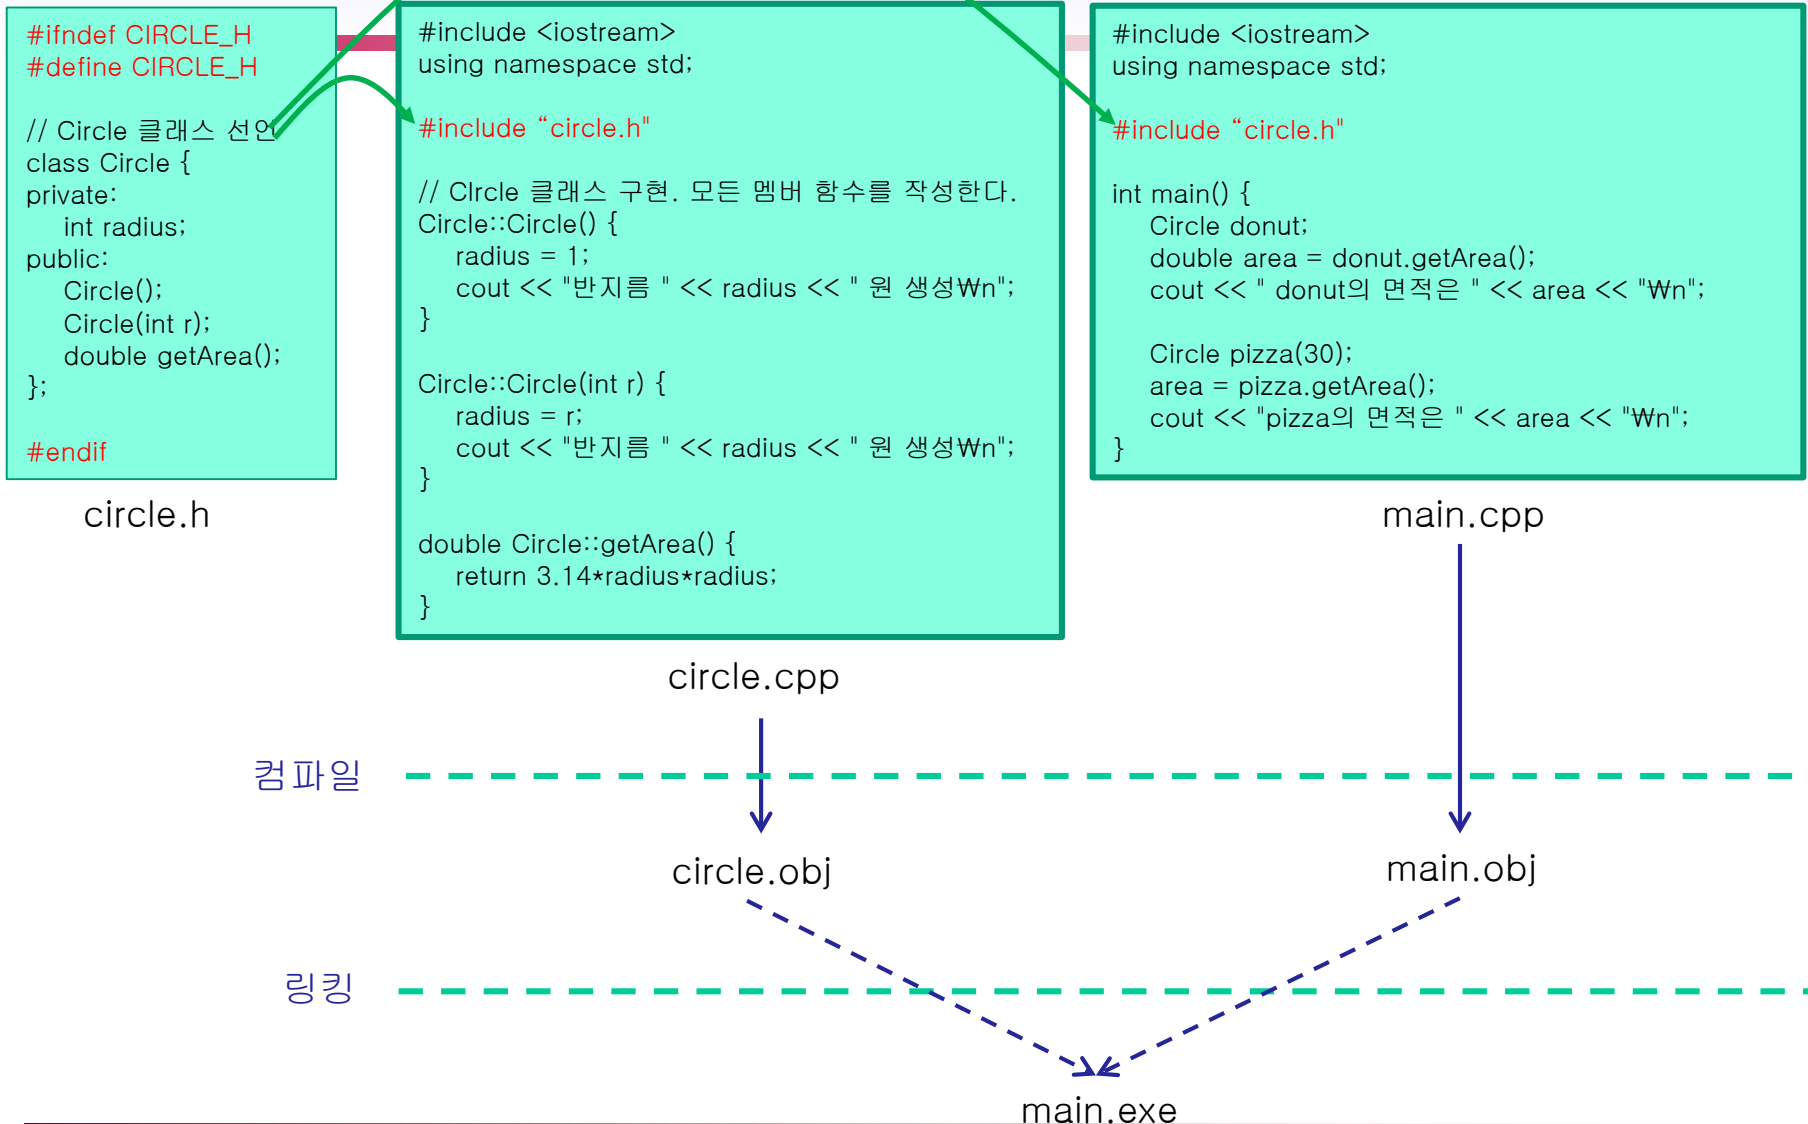 #ifndef CIRCLE_H
#define CIRCLE_H
// Circle 클래스 선언
class Circle {
private:
int radius;
public:
Circle();
Circle(int r);
double getArea();
};
#endif
circle.h
#include <iostream>
using namespace std;
#include “circle.h"
// CIrcle 클래스 구현. 모든 멤버 함수를 작성한다.
Circle::Circle() {
radius = 1;
cout << "반지름 " << radius << " 원 생성₩n";
}
Circle::Circle(int r) {
radius = r;
cout << "반지름 " << radius << " 원 생성₩n";
}
double Circle::getArea() {
return 3.14*radius*radius;
}
circle.cpp
#include <iostream>
using namespace std;
#include “circle.h"
int main() {
Circle donut;
double area = donut.getArea();
cout << " donut의 면적은 " << area << "₩n";
Circle pizza(30);
area = pizza.getArea();
cout << "pizza의 면적은 " << area << "₩n";
}
main.cpp
컴파일
circle.obj
main.obj
링킹
main.exe